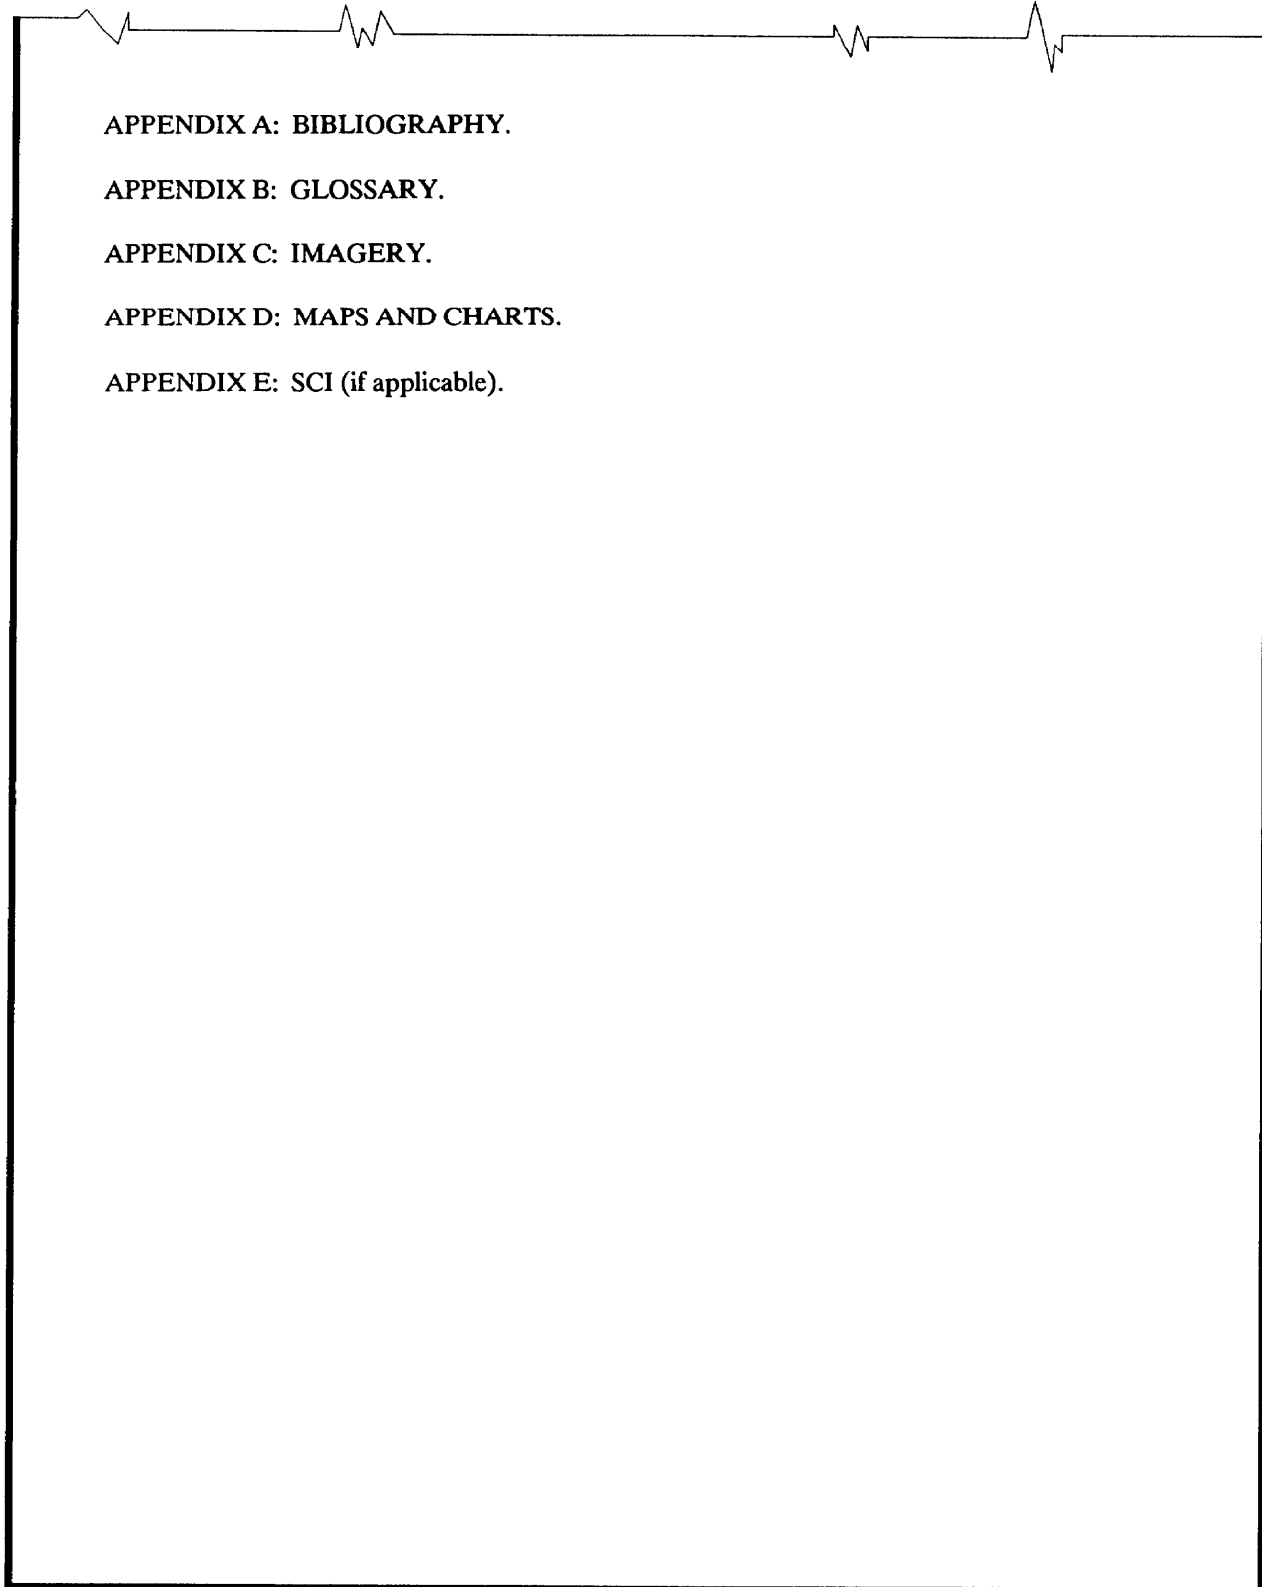 APPENDIX A: BIBLIOGRAPHY.
APPENDIX B: GLOSSARY.
APPENDIX C: IMAGERY.
APPENDIX D: MAPS AND CHARTS.
APPENDIX E: SCI (if applicable).